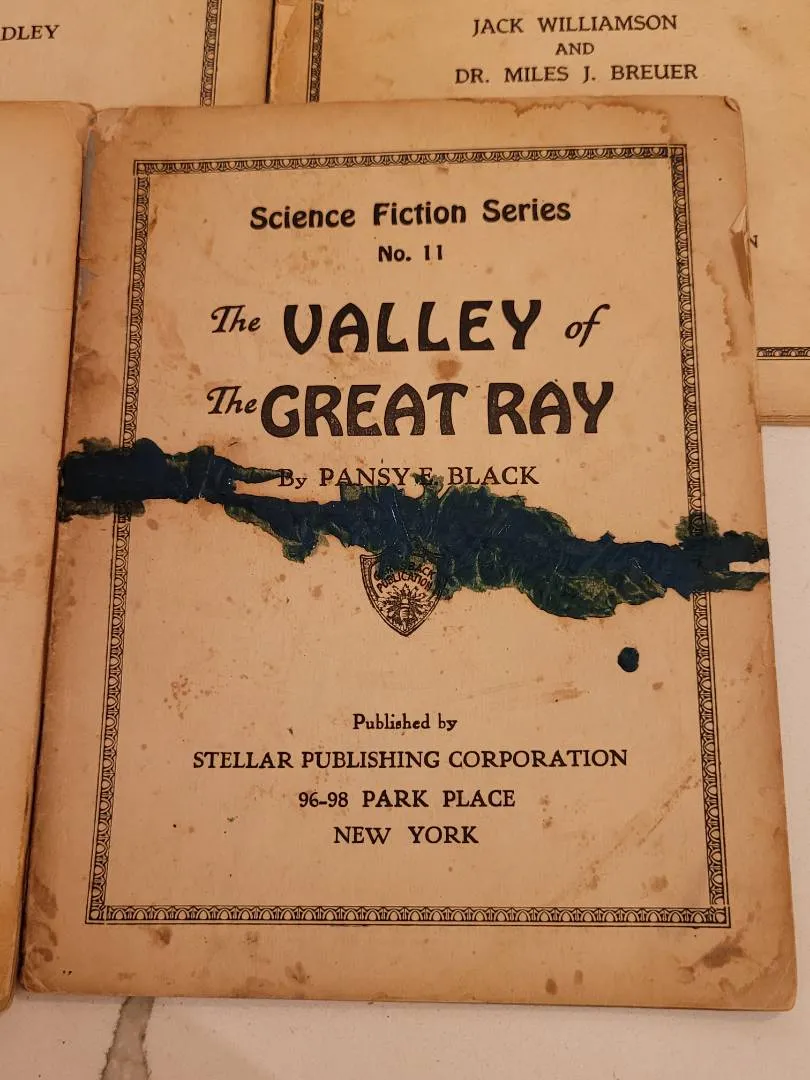 DLEY
JACK WILLIAMSON
AND
DR. MILES J. BREUER
N
Science Fiction Series
No. 11
The VALLEY of
The GREAT RAY
By PANSY E. BLACK
PUBLICATION
Published by
STELLAR PUBLISHING CORPORATION
96-98 PARK PLACE
NEW YORK